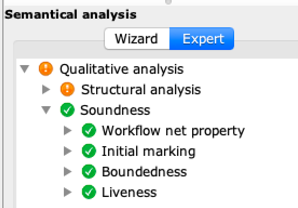 Semantical analysis
Wizard Expert
Qualitative analysis
Structural analysis
Soundness
Workflow net property
Initial marking
Boundedness
Liveness